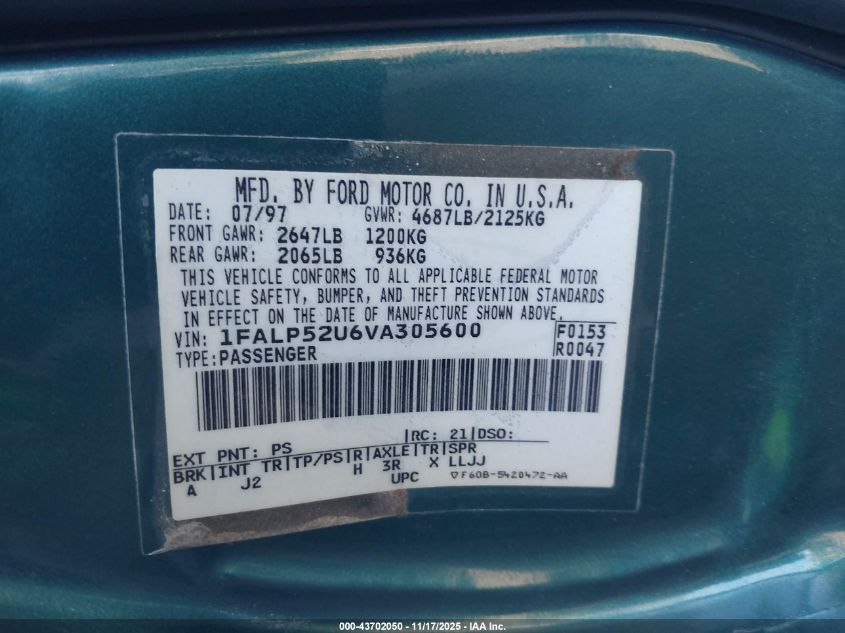 MFD. BY FORD MOTOR CO. IN U.S.A.
DATE: 07/97 GVWR: 4687LB/2125KG
FRONT GAWR: 2647LB 1200KG
REAR GAWR: 2065LB 936KG
THIS VEHICLE CONFORMS TO ALL APPLICABLE FEDERAL MOTOR
VEHICLE SAFETY, BUMPER, AND THEFT PREVENTION STANDARDS
IN EFFECT ON THE DATE OF MANUFACTURE SHOWN ABOVE.
VIN: 1FALP52U6VA305600 F0153
TYPE: PASSENGER R0047
EXT PNT: PS |RC: 21|DSO:
BRK|INT TR|TP/PS|R|AXLE|TR|SPR
A J2 H 3R X LLJJ
UPC ▽F60B-5420472-AA
000-43702050 - 11/17/2025 - IAA Inc.